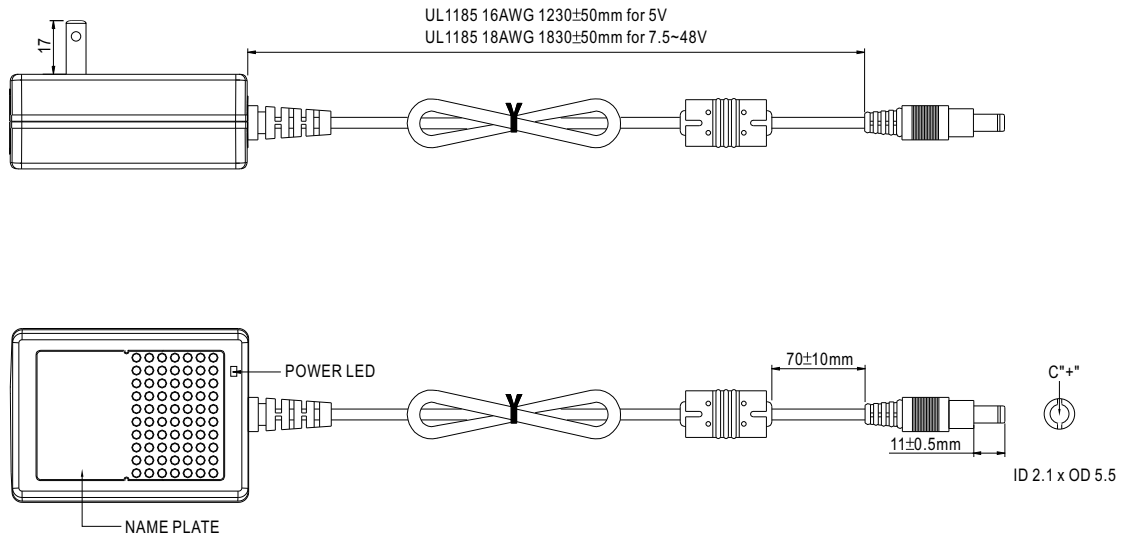 UL1185 16AWG 1230±50mm for 5V
UL1185 18AWG 1830±50mm for 7.5~48V
17
POWER LED
70±10mm
C"+"
11±0.5mm
ID 2.1 x OD 5.5
NAME PLATE